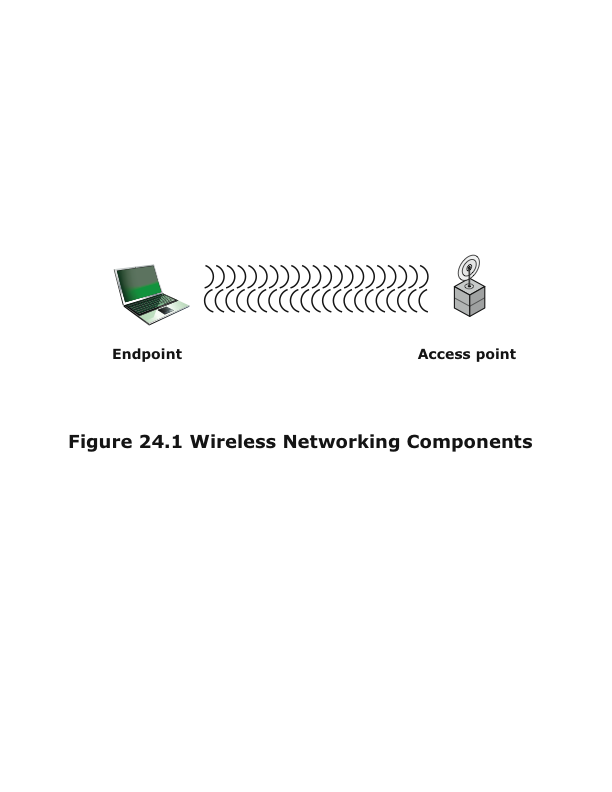 Endpoint Access point
Figure 24.1 Wireless Networking Components